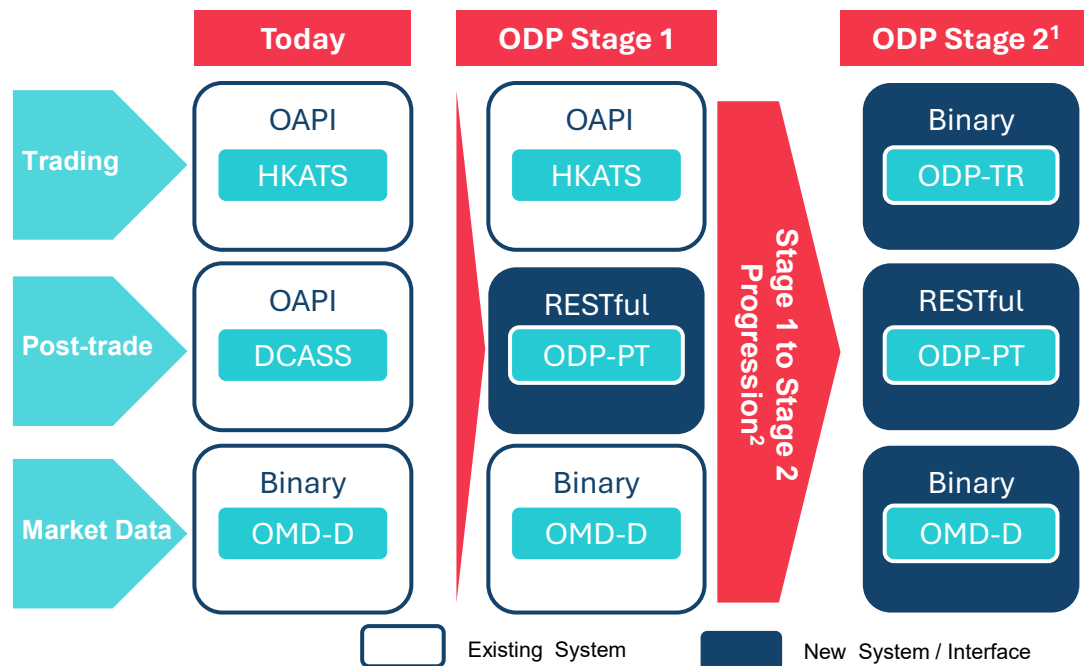 Today
ODP Stage 1
ODP Stage 2¹
Trading
OAPI
HKATS
OAPI
HKATS
Binary
ODP-TR
Post-trade
OAPI
DCASS
RESTful
ODP-PT
RESTful
ODP-PT
Market Data
Binary
OMD-D
Binary
OMD-D
Binary
OMD-D
Stage 1 to Stage 2
Progression²
Existing System
New System / Interface